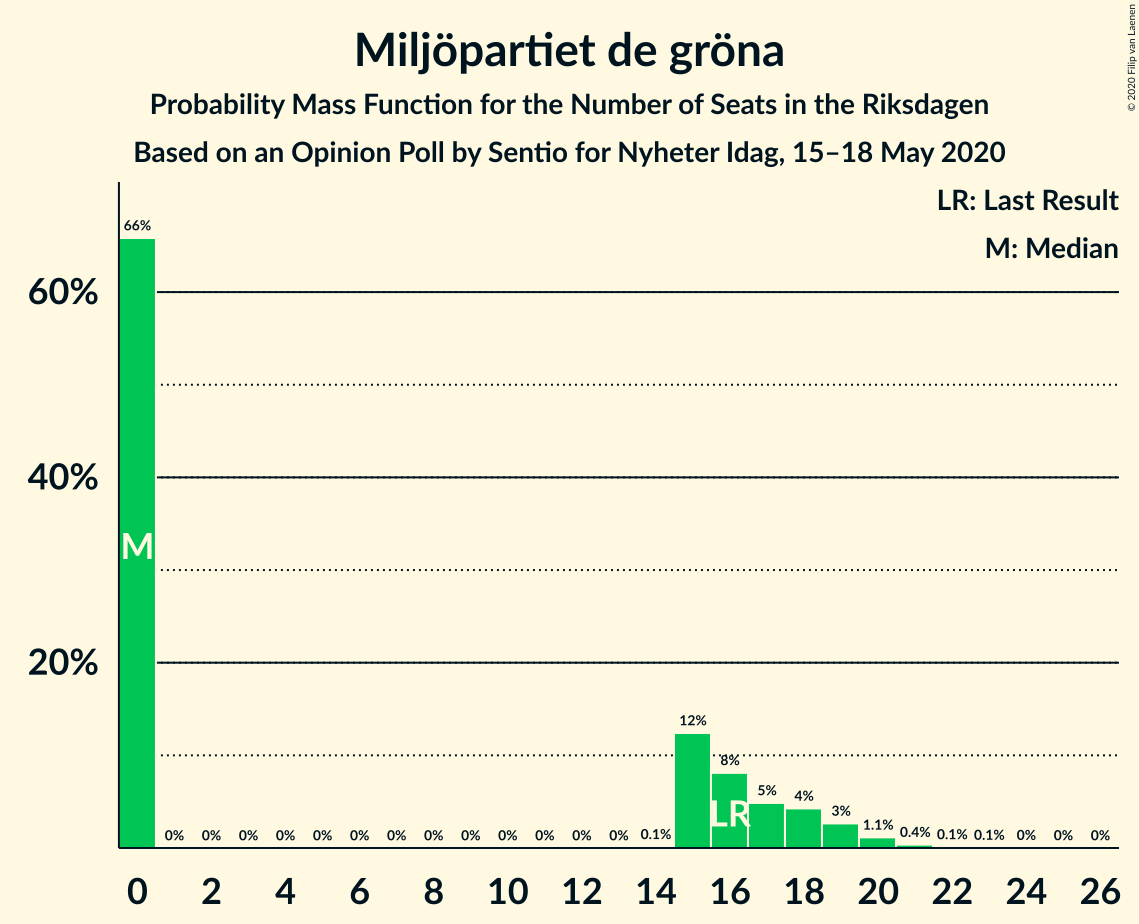 Miljöpartiet de gröna
Probability Mass Function for the Number of Seats in the Riksdagen
Based on an Opinion Poll by Sentio for Nyheter Idag, 15–18 May 2020
© 2020 Filip van Laenen
LR: Last Result
M: Median
66%
60%
40%
M
20%
12%
8%
5%
4%
3%
LR
0% 0% 0% 0% 0% 0% 0% 0% 0% 0% 0% 0% 0% 0.1% 1.1% 0.4% 0.1% 0.1% 0% 0% 0%
0 2 4 6 8 10 12 14 16 18 20 22 24 26